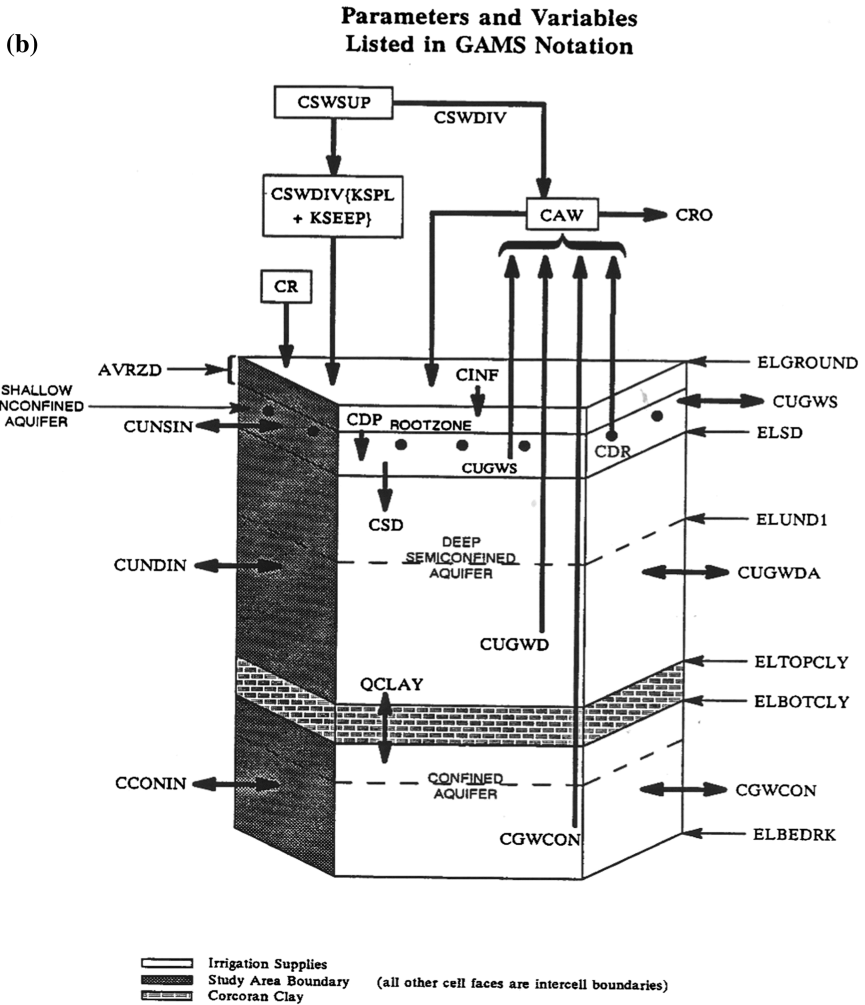 Parameters and Variables
Listed in GAMS Notation
(b)
CSWSUP
CSWDIV
CSWDIV{KSPL
+ KSEEP}
CAW
CRO
CR
AVRZD
ELGROUND
CINF
SHALLOW
NCONFINED
AQUIFER
CUGWS
CUNSIN
CDP
ROOTZONE
ELSD
CDR
CUGWS
CSD
ELUND1
DEEP
SEMICONFINED
AQUIFER
CUNDIN
CUGWDA
CUGWD
ELTOPCLY
QCLAY
ELBOTCLY
CCONIN
CONFINED
AQUIFER
CGWCON
CGWCON
ELBEDRK
Irrigation Supplies
Study Area Boundary (all other cell faces are intercell boundaries)
Corcoran Clay